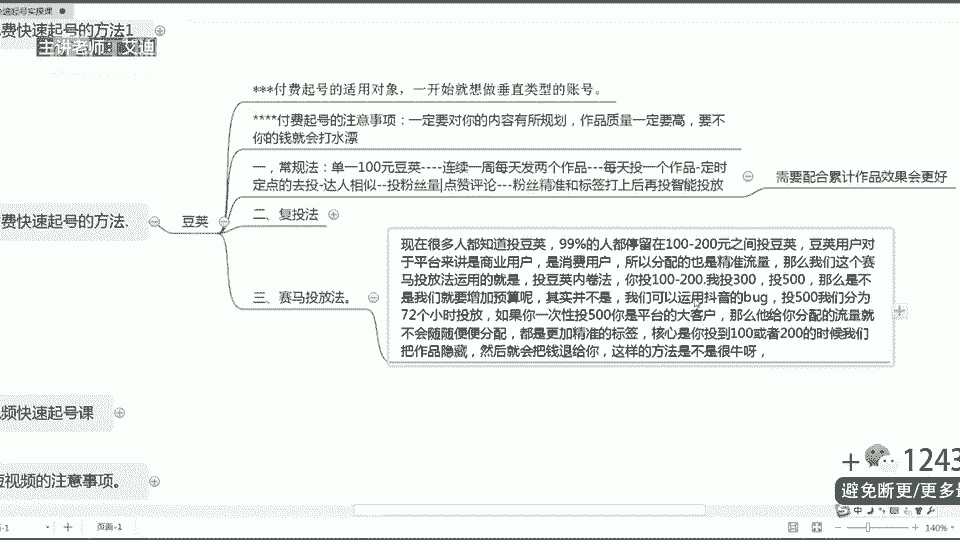 速起号实操课
费快速起号的方法1
主讲老师：艾迪
***付费起号的适用对象，一开始就想做垂直类型的账号。
****付费起号的注意事项：一定要对你的内容有所规划，作品质量一定要高，要不
你的钱就会打水漂
一，常规法：单一100元豆荚----连续一周每天发两个作品---每天投一个作品-定时
定点的去投-达人相似--投粉丝量|点赞评论---粉丝精准和标签打上后再投智能投放
需要配合累计作品效果会更好
费快速起号的方法.
豆荚
二、复投法
现在很多人都知道投豆荚，99%的人都停留在100-200元之间投豆荚，豆荚用户对
于平台来讲是商业用户，是消费用户，所以分配的也是精准流量，那么我们这个赛
马投放法运用的就是，投豆荚内卷法，你投100-200.我投300，投500，那么是不
是我们就要增加预算呢，其实并不是，我们可以运用抖音的bug，投500我们分为
72个小时投放，如果你一次性投500你是平台的大客户，那么他给你分配的流量就
不会随随便便分配，都是更加精准的标签，核心是你投到100或者200的时候我们
把作品隐藏，然后就会把钱退给你，这样的方法是不是很牛呀，
三、赛马投放法。
频快速起号课
短视频的注意事项。
+ 1243
避免断更/更多
页面-1
中
140%